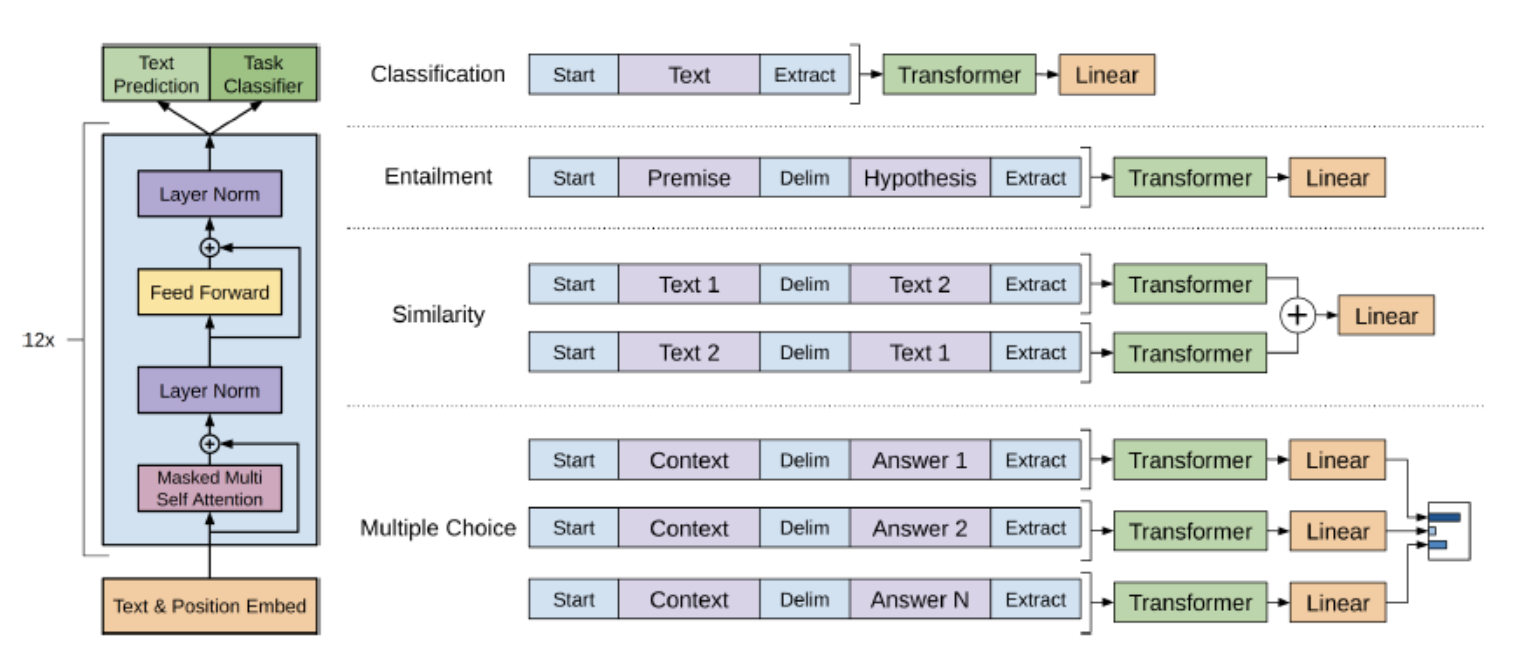 Text
Prediction
Task
Classifier
Layer Norm
Feed Forward
12x
Layer Norm
Masked Multi
Self Attention
Text & Position Embed
Classification Start Text Extract Transformer Linear
Entailment Start Premise Delim Hypothesis Extract Transformer Linear
Similarity
Start Text 1 Delim Text 2 Extract Transformer
Start Text 2 Delim Text 1 Extract Transformer
Linear
Multiple Choice
Start Context Delim Answer 1 Extract Transformer Linear
Start Context Delim Answer 2 Extract Transformer Linear
Start Context Delim Answer N Extract Transformer Linear